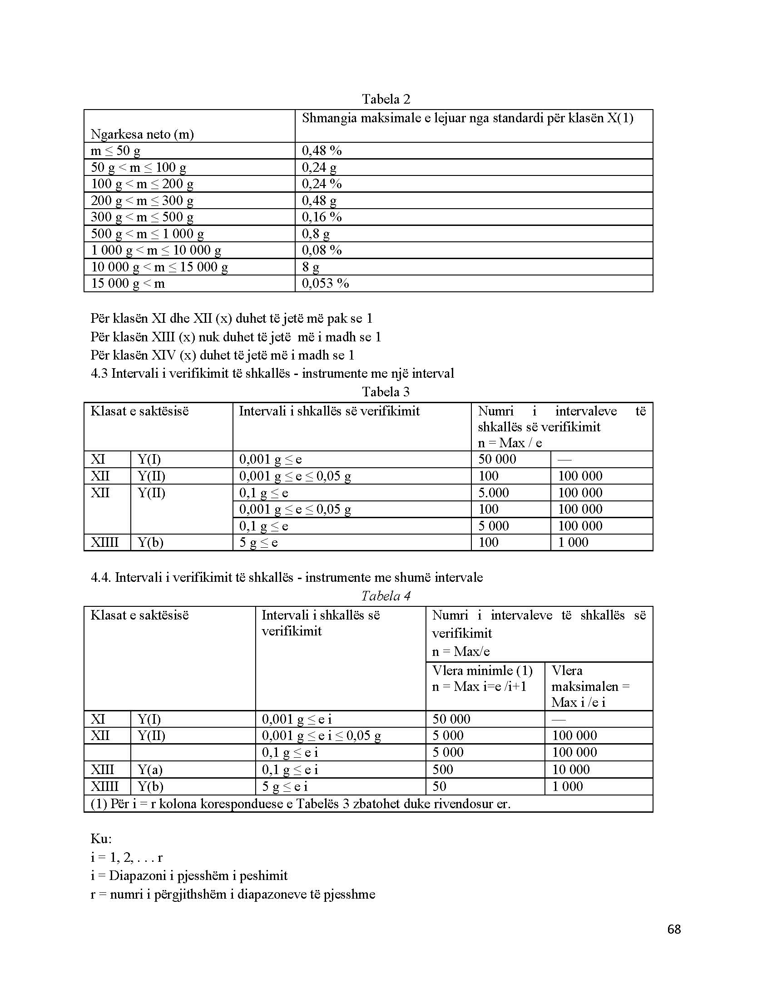 Tabela 2
Shmangia maksimale e lejuar nga standardi për klasën X(1)
Ngarkesa neto (m)
m ≤ 50 g 0,48 %
50 g < m ≤ 100 g 0,24 g
100 g < m ≤ 200 g 0,24 %
200 g < m ≤ 300 g 0,48 g
300 g < m ≤ 500 g 0,16 %
500 g < m ≤ 1 000 g 0,8 g
1 000 g < m ≤ 10 000 g 0,08 %
10 000 g < m ≤ 15 000 g 8 g
15 000 g < m 0,053 %
Për klasën XI dhe XII (x) duhet të jetë më pak se 1
Për klasën XIII (x) nuk duhet të jetë më i madh se 1
Për klasën XIV (x) duhet të jetë më i madh se 1
4.3 Intervali i verifikimit të shkallës - instrumente me një interval
Tabela 3
Klasat e saktësisë Intervali i shkallës së verifikimit Numri i intervaleve të
shkallës së verifikimit
n = Max / e
XI Y(I) 0,001 g ≤ e 50 000 —
XII Y(II) 0,001 g ≤ e ≤ 0,05 g 100 100 000
XII Y(II) 0,1 g ≤ e 5.000 100 000
0,001 g ≤ e ≤ 0,05 g 100 100 000
0,1 g ≤ e 5 000 100 000
XIIII Y(b) 5 g ≤ e 100 1 000
4.4. Intervali i verifikimit të shkallës - instrumente me shumë intervale
Tabela 4
Klasat e saktësisë Intervali i shkallës së Numri i intervaleve të shkallës së
verifikimit verifikimit
n = Max/e
Vlera minimle (1) Vlera
n = Max i=e /i+1 maksimalen =
Max i /e i
XI Y(I) 0,001 g ≤ e i 50 000 —
XII Y(II) 0,001 g ≤ e i ≤ 0,05 g 5 000 100 000
0,1 g ≤ e i 5 000 100 000
XIII Y(a) 0,1 g ≤ e i 500 10 000
XIIII Y(b) 5 g ≤ e i 50 1 000
(1) Për i = r kolona koresponduese e Tabelës 3 zbatohet duke rivendosur er.
Ku:
i = 1, 2, . . . r
i = Diapazoni i pjesshëm i peshimit
r = numri i përgjithshëm i diapazoneve të pjesshme
68